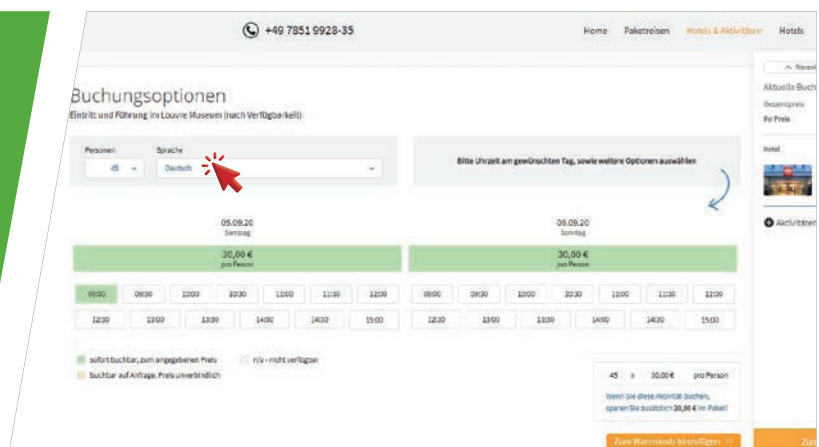 +49 7851 9928-35
Home Paketreisen Hotels & Aktivitäten Hotels
Buchungsoptionen
Eintritt und Führung im Louvre Museum (nach Verfügbarkeit)
Aktuelle Buch
Gesamtpreis
Ihr Preis
Personen Sprache
45 Deutsch
Bitte Uhrzeit am gewünschten Tag, sowie weitere Optionen auswählen
Hotel
05.09.20 06.09.20
Samstag Sonntag
Aktivitäten
30,00 € 30,00 €
pro Person pro Person
09:00 09:30 10:00 10:30 11:00 11:30 12:00 09:00 09:30 10:00 10:30 11:00 11:30 12:00
12:30 13:00 13:30 14:00 14:30 15:00 12:30 13:00 13:30 14:00 14:30 15:00
sofort buchbar, zum angegebenen Preis n/a - nicht verfügbar
buchbar auf Anfrage, Preis unverbindlich
45 x 30,00 € pro Person
Wenn Sie diese Aktivität buchen,
sparen Sie zusätzlich 20,00 € im Paket!
Zum Warenkorb hinzufügen
Zum